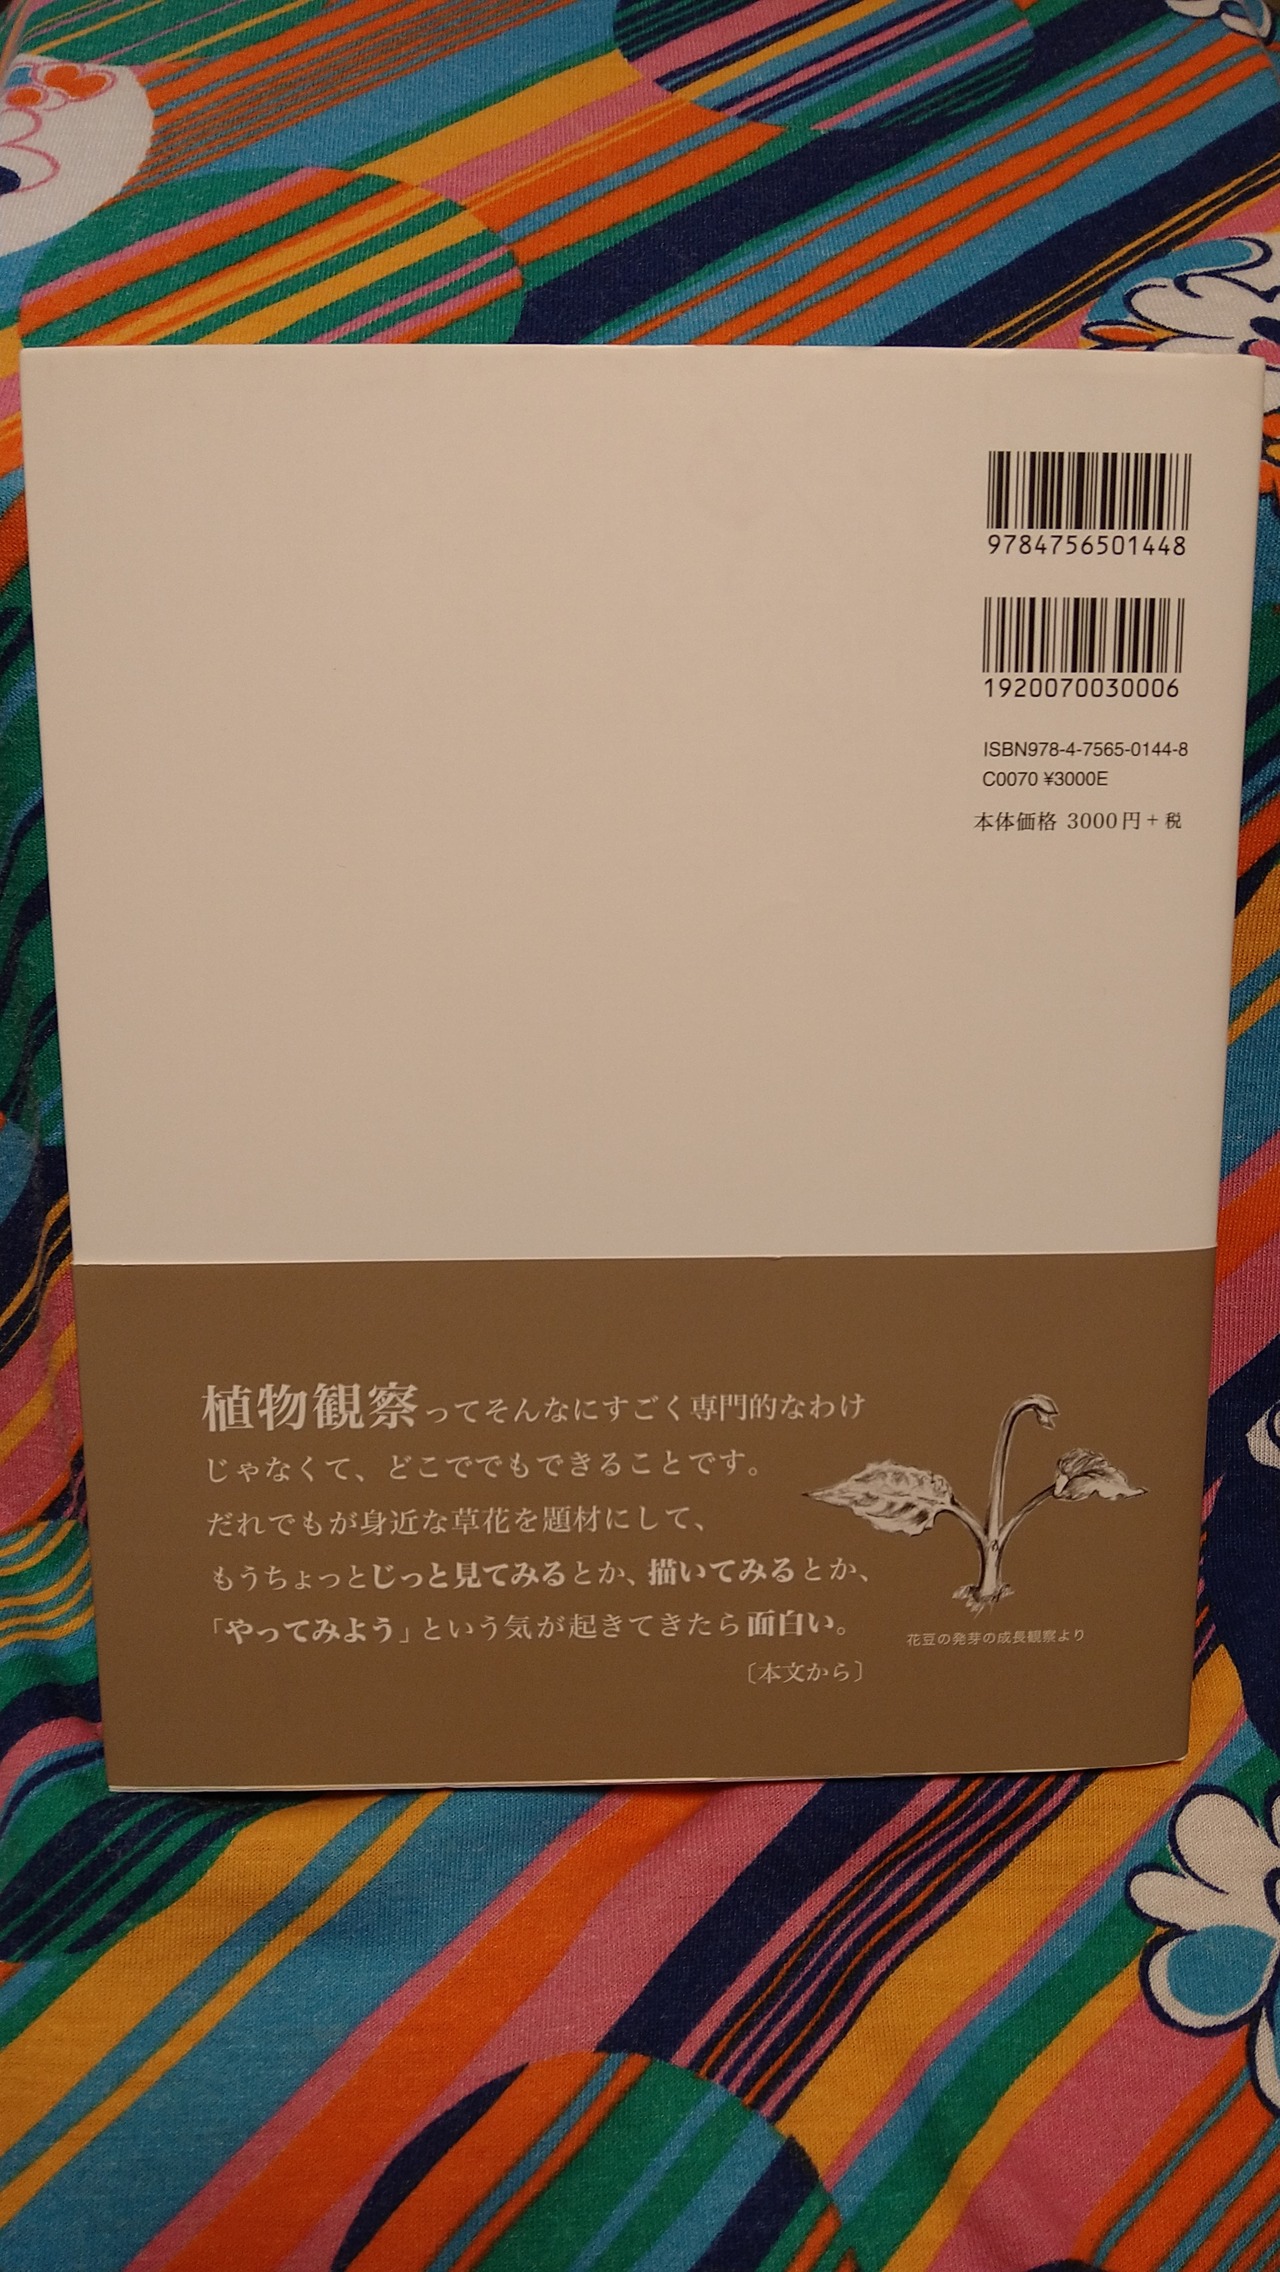 9784756501448
1920070030006
ISBN978-4-7565-0144-8
C0070 ¥3000E
本体価格 3000円+税
植物観察ってそんなにすごく専門的なわけ
じゃなくて、どこででもできることです。
だれでもが身近な草花を題材にして、
もうちょっとじっと見てみるとか、描いてみるとか、
「やってみよう」という気が起きてきたら面白い。
〔本文から〕
花豆の発芽の成長観察より